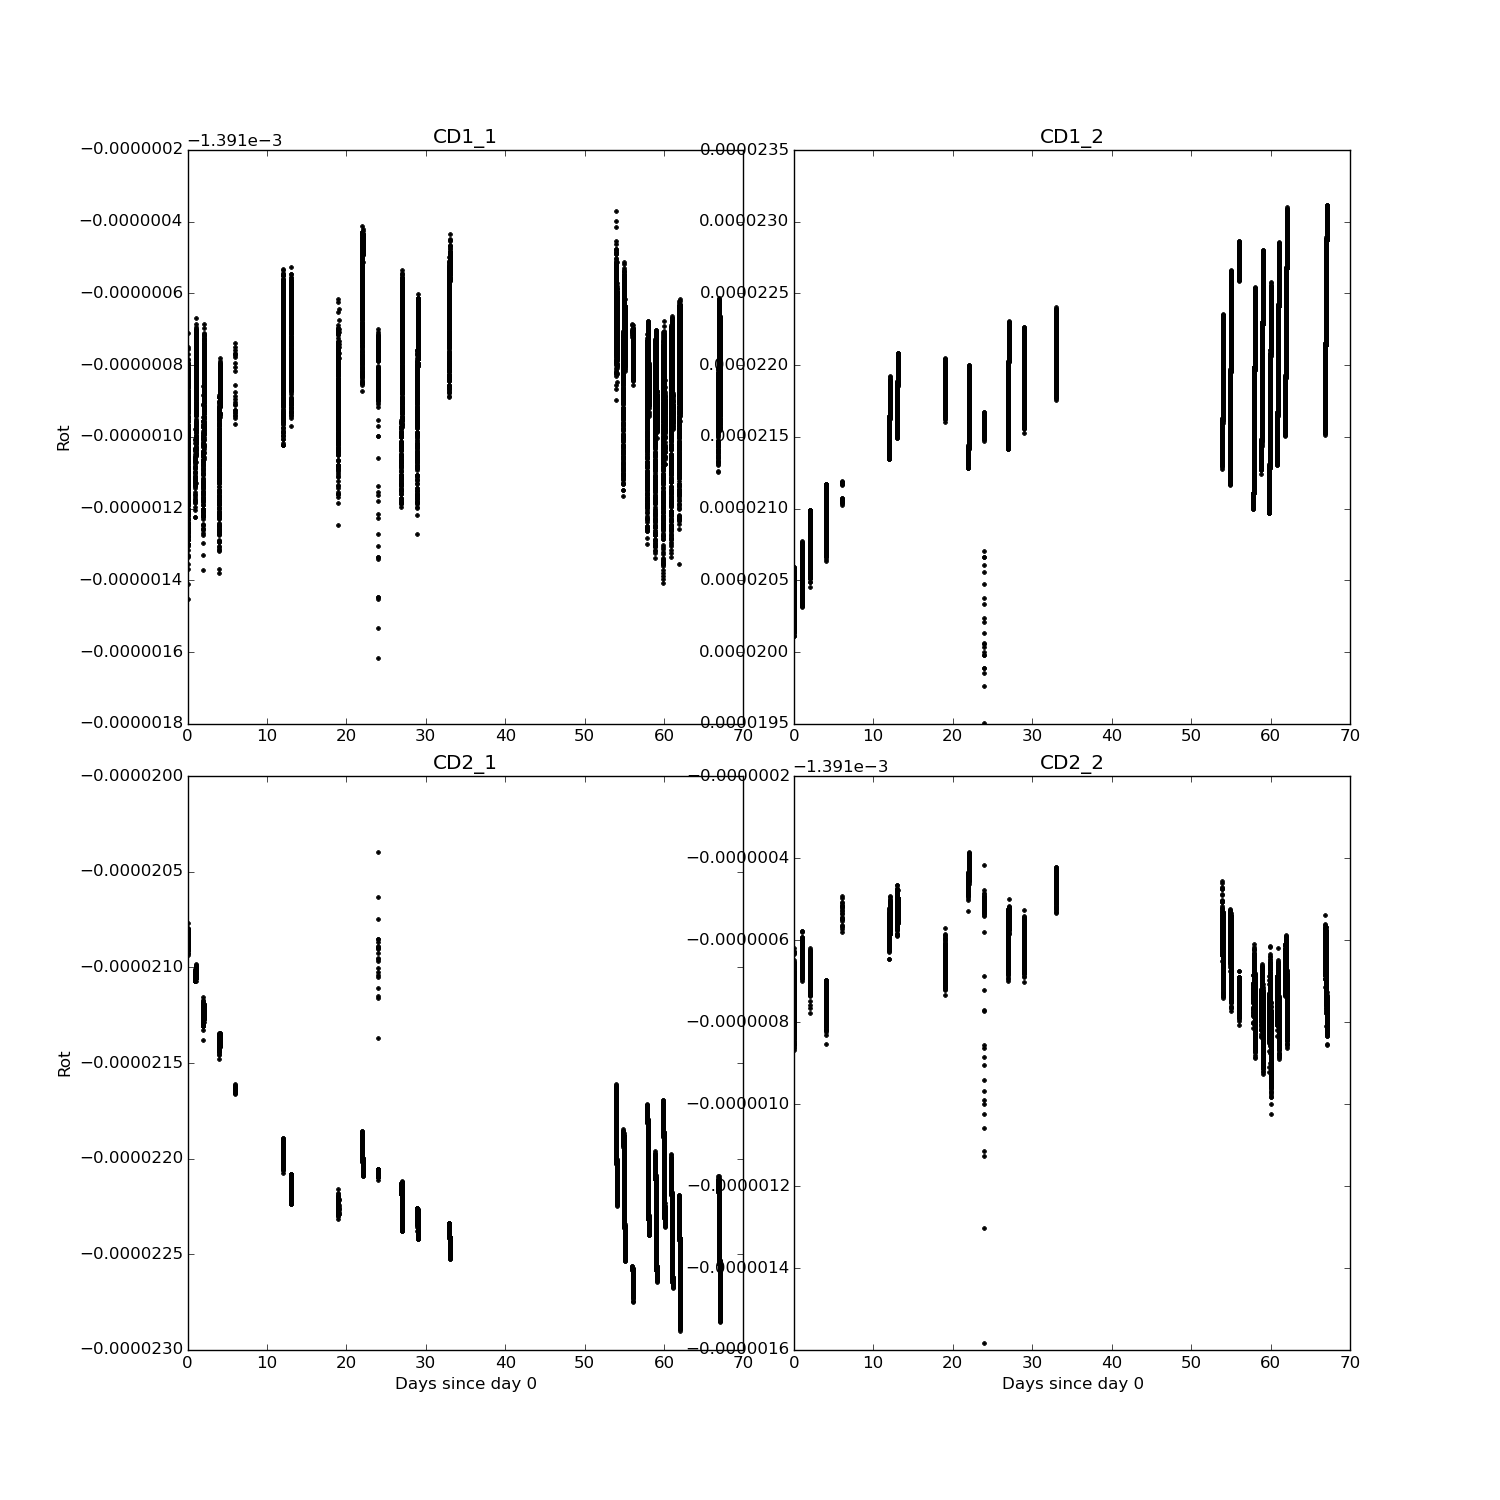 CD1_1
−1.391e−3
−0.0000002
−0.0000004
−0.0000006
−0.0000008
−0.0000010
−0.0000012
−0.0000014
−0.0000016
−0.0000018
Rot
0 10 20 30 40 50 60 70
CD1_2
0.0000235
0.0000230
0.0000225
0.0000220
0.0000215
0.0000210
0.0000205
0.0000200
0.0000195
0 10 20 30 40 50 60 70
CD2_1
−0.0000200
−0.0000205
−0.0000210
−0.0000215
−0.0000220
−0.0000225
−0.0000230
Rot
0 10 20 30 40 50 60 70
Days since day 0
CD2_2
−1.391e−3
−0.0000002
−0.0000004
−0.0000006
−0.0000008
−0.0000010
−0.0000012
−0.0000014
−0.0000016
0 10 20 30 40 50 60 70
Days since day 0